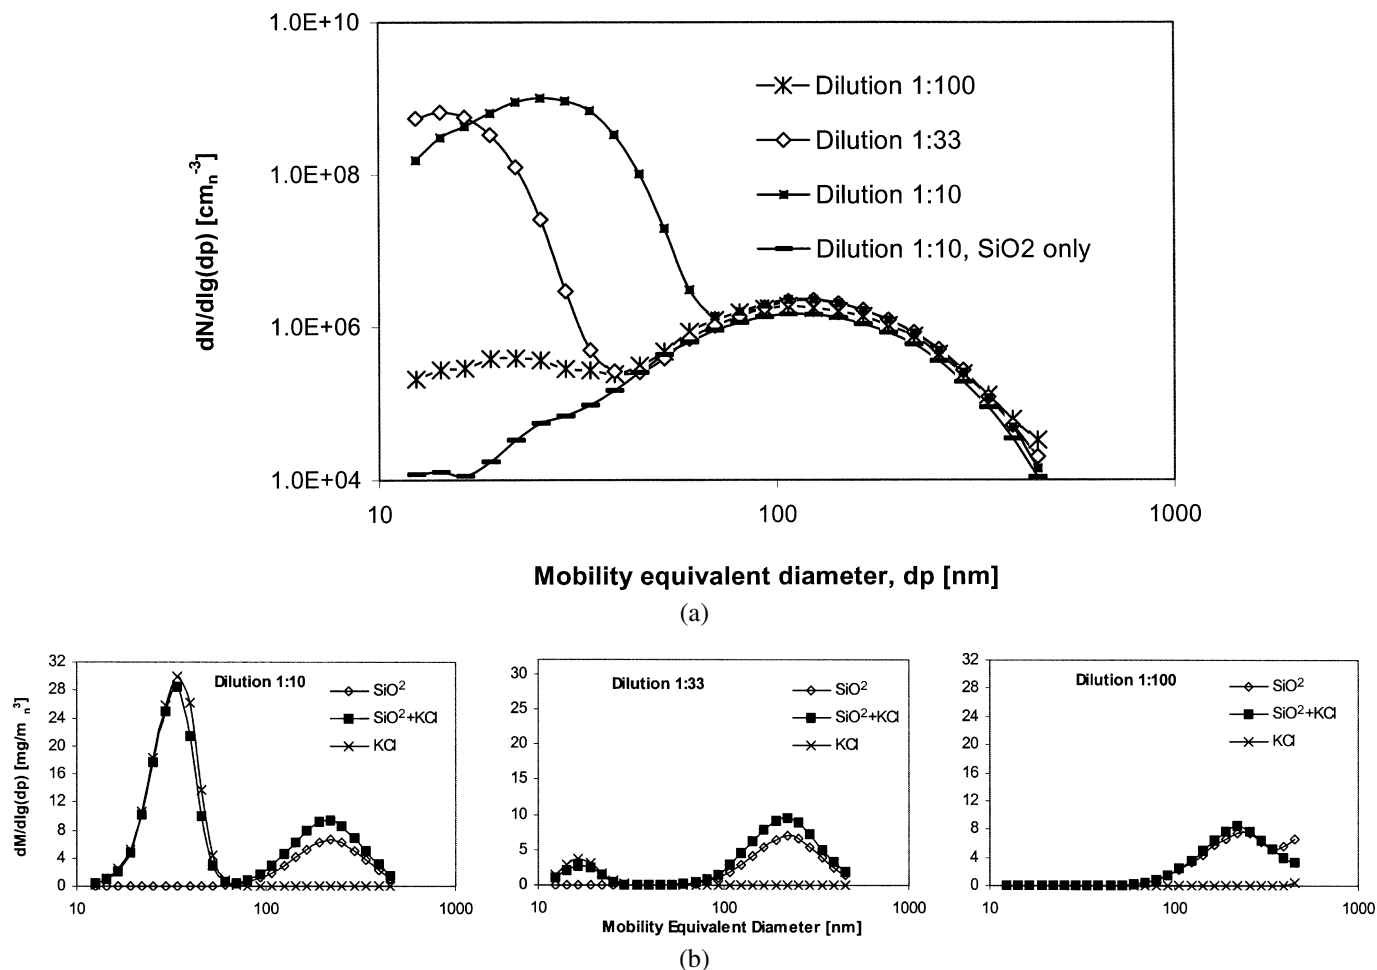 1.0E+10
1.0E+08
1.0E+06
1.0E+04
dN/dlg(dp) [cmn-3]
Dilution 1:100
Dilution 1:33
Dilution 1:10
Dilution 1:10, SiO2 only
10 100 1000
Mobility equivalent diameter, dp [nm]
(a)
dM/dlg(dp) [mg/mn3]
32
28
24
20
16
12
8
4
0
Dilution 1:10
SiO2
SiO2+KCl
KCl
10 100 1000
30
25
20
15
10
5
0
Dilution 1:33
SiO2
SiO2+KCl
KCl
10 100 1000
32
28
24
20
16
12
8
4
0
Dilution 1:100
SiO2
SiO2+KCl
KCl
10 100 1000
Mobility Equivalent Diameter [nm]
(b)